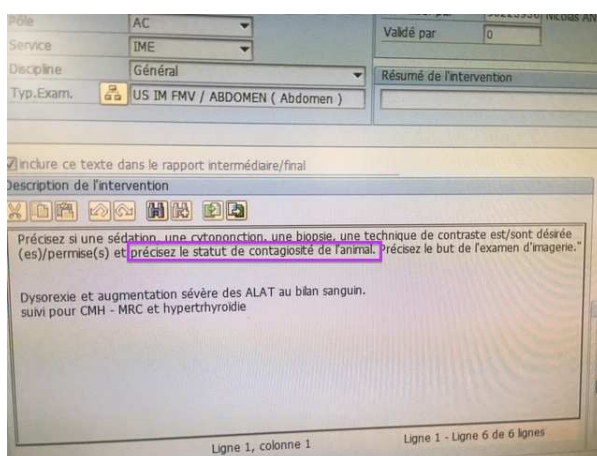 Pôle AC
Validé par 0
Service IME
Discipline Général
Résumé de l'intervention
Typ.Exam. US IM FMV / ABDOMEN ( Abdomen )
inclure ce texte dans le rapport intermédiaire/final
Description de l'intervention
Précisez si une sédation, une cytoponction, une biopsie, une technique de contraste est/sont désirée
(es)/permise(s) et précisez le statut de contagiosité de l'animal. Précisez le but de l'examen d'imagerie."
Dysorexie et augmentation sévère des ALAT au bilan sanguin.
suivi pour CMH - MRC et hypertrhyroïdie
Ligne 1, colonne 1
Ligne 1 - Ligne 6 de 6 lignes